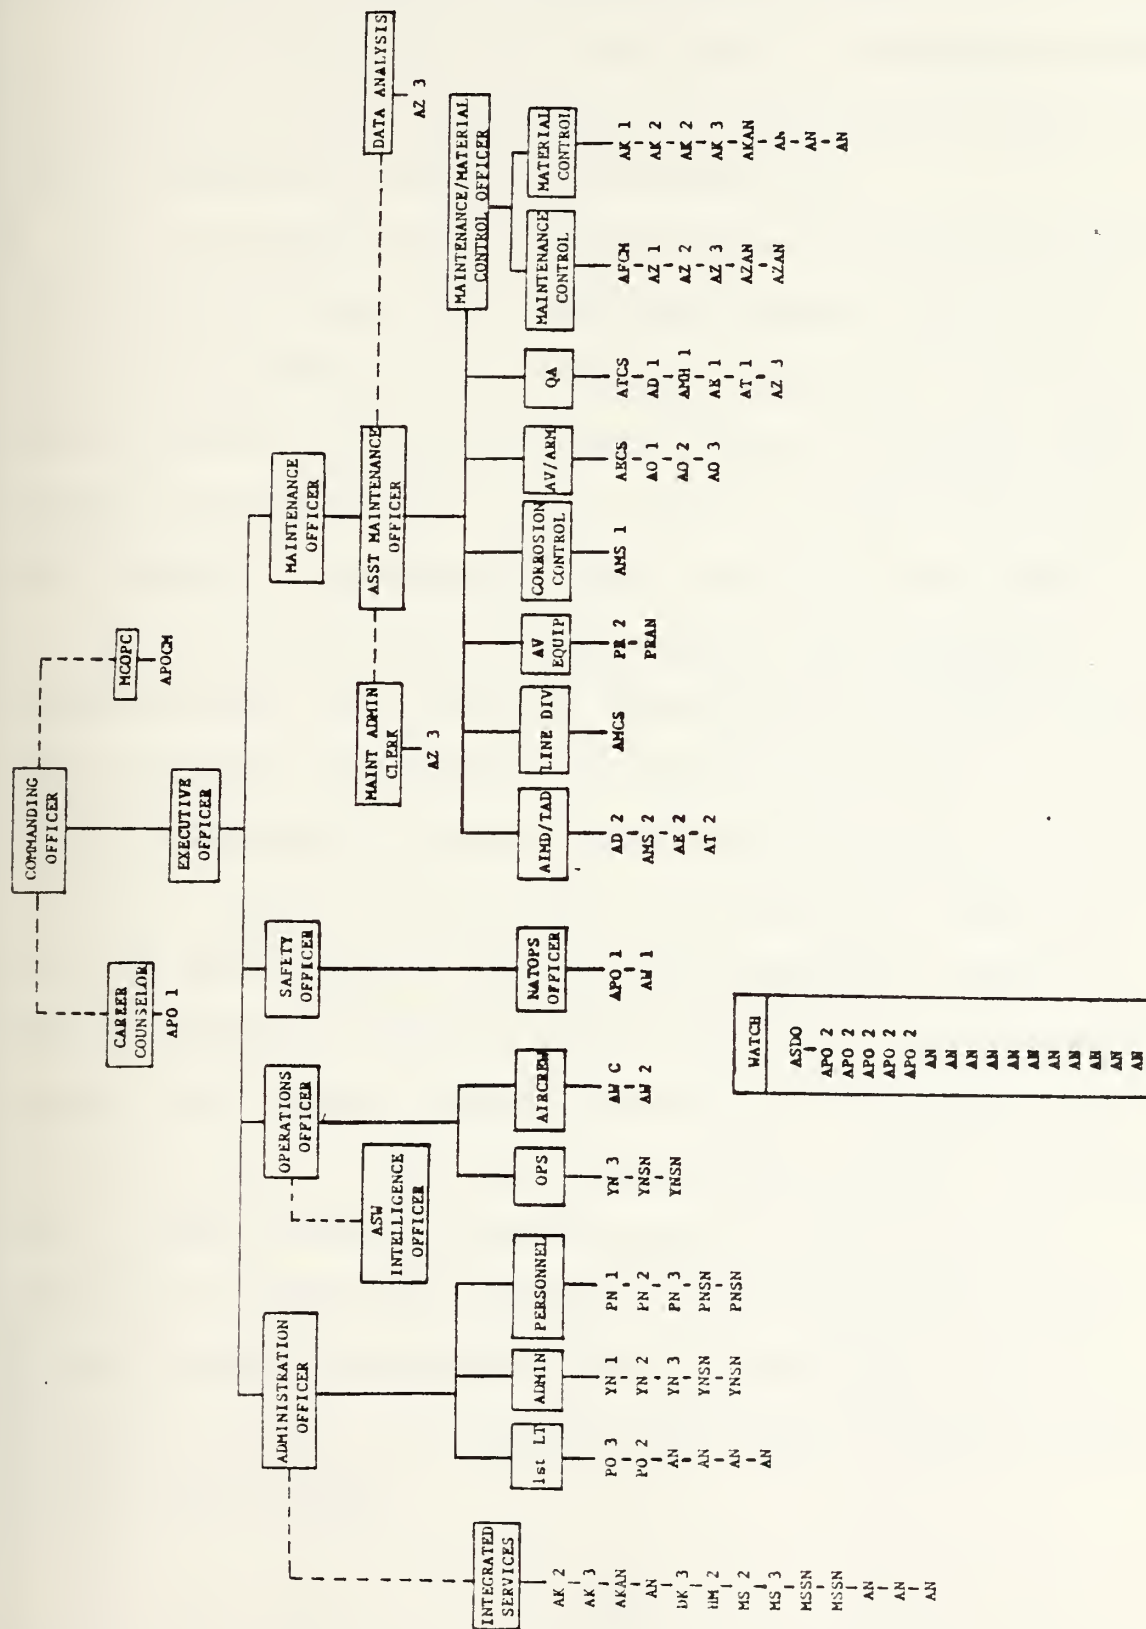 COMMANDING
OFFICER
CAREER
COUNSELOR
APO 1
MCOPC
APOCM
EXECUTIVE
OFFICER
ADMINISTRATION
OFFICER
OPERATIONS
OFFICER
SAFETY
OFFICER
MAINTENANCE
OFFICER
ASW
INTELLIGENCE
OFFICER
MAINT ADMIN
CLERK
AZ 3
ASST MAINTENANCE
OFFICER
DATA ANALYSIS
AZ 3
MAINTENANCE/MATERIAL
CONTROL OFFICER
INTEGRATED
SERVICES
AK 2
AK 3
AKAN
AN
DK 3
HM 2
MS 2
MS 3
MSSN
MSSN
AN
AN
AN
1st LT
PO 3
PO 2
AN
AN
AN
AN
ADMIN
YN 1
YN 2
YN 3
YNSN
YNSN
PERSONNEL
PN 1
PN 2
PN 3
PNSN
PNSN
OPS
YN 3
YNSN
YNSN
AIRCREW
AW C
AW 2
NATOPS
OFFICER
APO 1
AW 1
AIMD/TAD
AD 2
AMS 2
AE 2
AT 2
LINE DIV
AMCS
AV
EQUIP
PR 2
PRAN
CORROSION
CONTROL
AMS 1
AV/ARM
AECS
AO 1
AO 2
AO 3
QA
ATCS
AD 1
AMH 1
AE 1
AT 1
AZ 3
MAINTENANCE
CONTROL
AFCM
AZ 1
AZ 2
AZ 3
AZAN
AZAN
MATERIAL
CONTROL
AK 1
AK 2
AK 2
AK 3
AKAN
AN
AN
AN
WATCH
ASDO
APO 2
APO 2
APO 2
APO 2
APO 2
AN
AN
AN
AN
AN
AN
AN
AN
AN
AN
AN